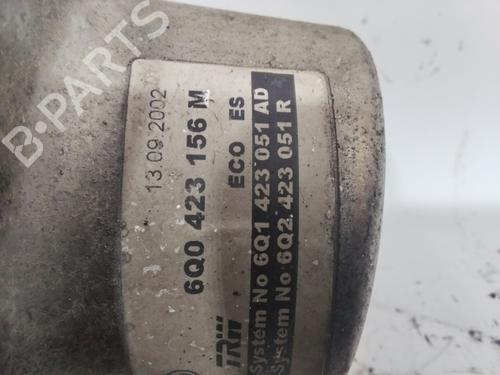 B-PARTS
13.09.2002
6Q0 423 156 M
ECO ES
TRW
System No 6Q1 423 051 AD
System No 6Q2 423 051 R